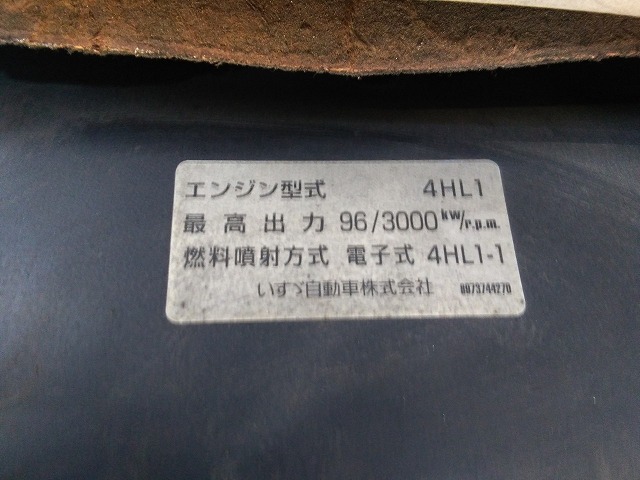 エンジン型式 4HL1
最高出力 96/3000 kW/r.p.m.
燃料噴射方式 電子式 4HL1-1
いすゞ自動車株式会社 8973744270